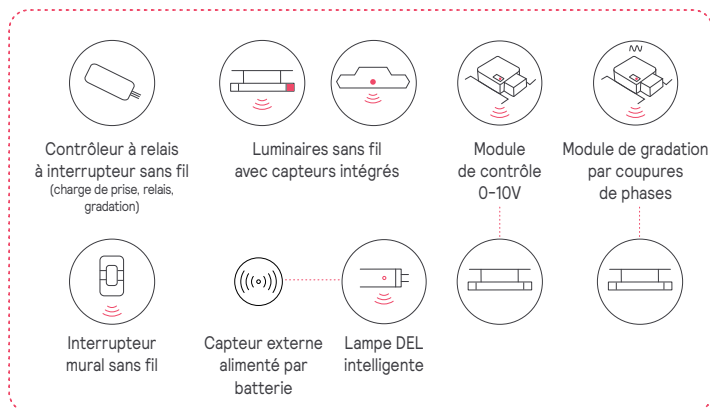 Contrôleur à relais
à interrupteur sans fil
(charge de prise, relais,
gradation)
Luminaires sans fil
avec capteurs intégrés
Module
de contrôle
0-10V
Module de gradation
par coupures
de phases
Interrupteur
mural sans fil
Capteur externe
alimenté par
batterie
Lampe DEL
intelligente